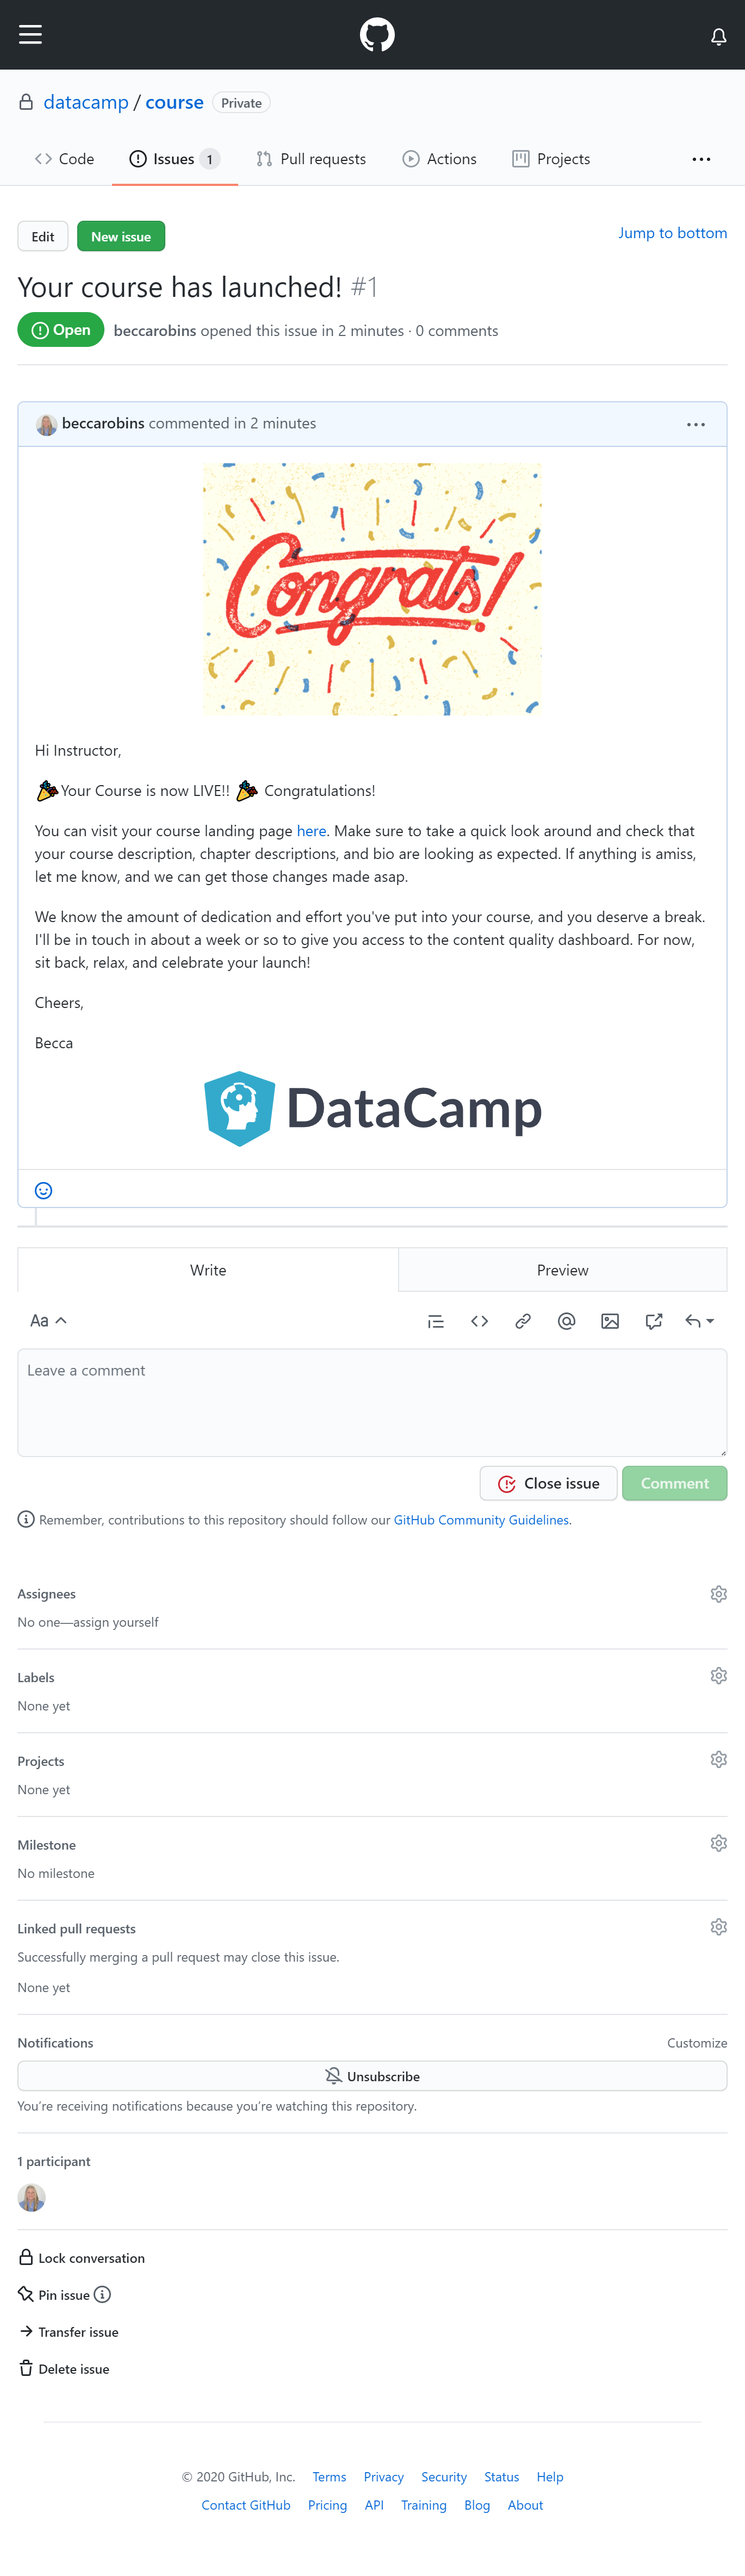 datacamp / course Private
Code Issues 1 Pull requests Actions Projects
Edit New issue Jump to bottom
Your course has launched! #1
Open beccarobins opened this issue in 2 minutes · 0 comments
beccarobins commented in 2 minutes
Congrats!
Hi Instructor,
Your Course is now LIVE!! Congratulations!
You can visit your course landing page here. Make sure to take a quick look around and check that
your course description, chapter descriptions, and bio are looking as expected. If anything is amiss,
let me know, and we can get those changes made asap.
We know the amount of dedication and effort you've put into your course, and you deserve a break.
I'll be in touch in about a week or so to give you access to the content quality dashboard. For now,
sit back, relax, and celebrate your launch!
Cheers,
Becca
DataCamp
Write Preview
Aa
Leave a comment
Close issue Comment
Remember, contributions to this repository should follow our GitHub Community Guidelines.
Assignees
No one—assign yourself
Labels
None yet
Projects
None yet
Milestone
No milestone
Linked pull requests
Successfully merging a pull request may close this issue.
None yet
Notifications Customize
Unsubscribe
You’re receiving notifications because you’re watching this repository.
1 participant
Lock conversation
Pin issue
Transfer issue
Delete issue
© 2020 GitHub, Inc. Terms Privacy Security Status Help
Contact GitHub Pricing API Training Blog About